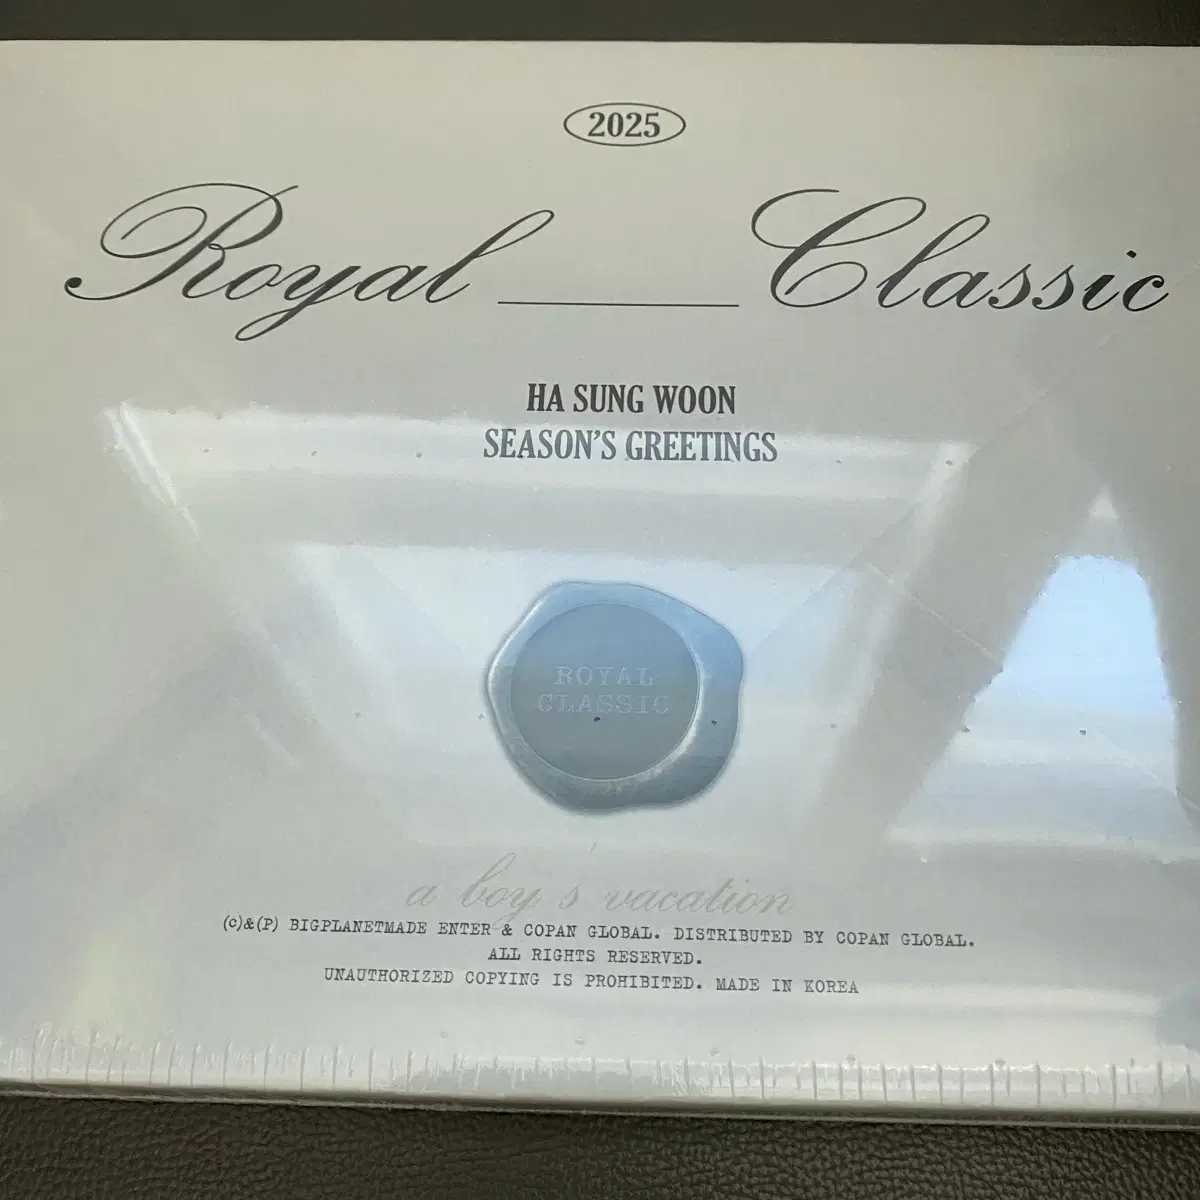 2025
Royal Classic
HA SUNG WOON
SEASON'S GREETINGS
ROYAL
CLASSIC
a boy s vacation
(C)&(P) BIGPLANETMADE ENTER & COPAN GLOBAL. DISTRIBUTED BY COPAN GLOBAL.
ALL RIGHTS RESERVED.
UNAUTHORIZED COPYING IS PROHIBITED. MADE IN KOREA